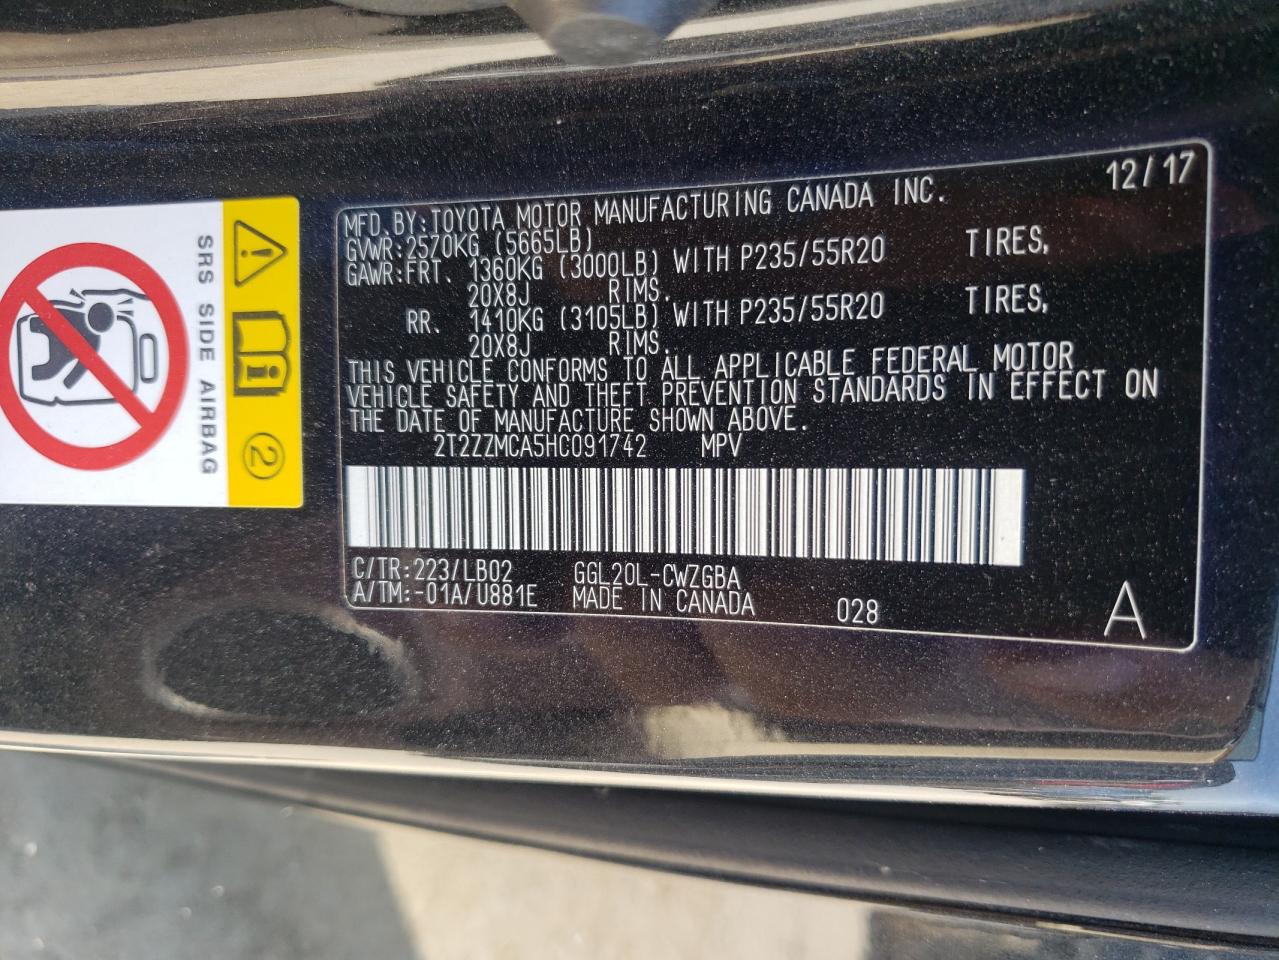 12/17
MFD.BY:TOYOTA MOTOR MANUFACTURING CANADA INC.
GVWR:2570KG (5665LB)
GAWR:FRT. 1360KG (3000LB) WITH P235/55R20 TIRES,
20X8J RIMS.
RR. 1410KG (3105LB) WITH P235/55R20 TIRES,
20X8J RIMS.
THIS VEHICLE CONFORMS TO ALL APPLICABLE FEDERAL MOTOR
VEHICLE SAFETY AND THEFT PREVENTION STANDARDS IN EFFECT ON
THE DATE OF MANUFACTURE SHOWN ABOVE.
2T2ZZMCA5HC091742 MPV
C/TR:223/LB02 GGL20L-CWZGBA
A/TM:-01A/U881E MADE IN CANADA 028 A
SRS SIDE AIRBAG
2